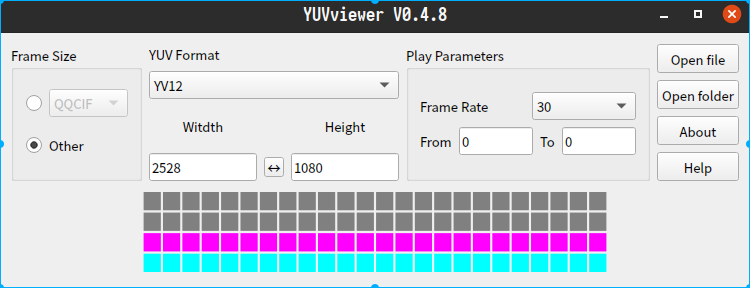 YUVviewer V0.4.8
Frame Size
YUV Format
Play Parameters
Open file
QQCIF
YV12
Frame Rate
30
Open folder
Other
Witdth
Height
From
0
To
0
About
2528
↔
1080
Help